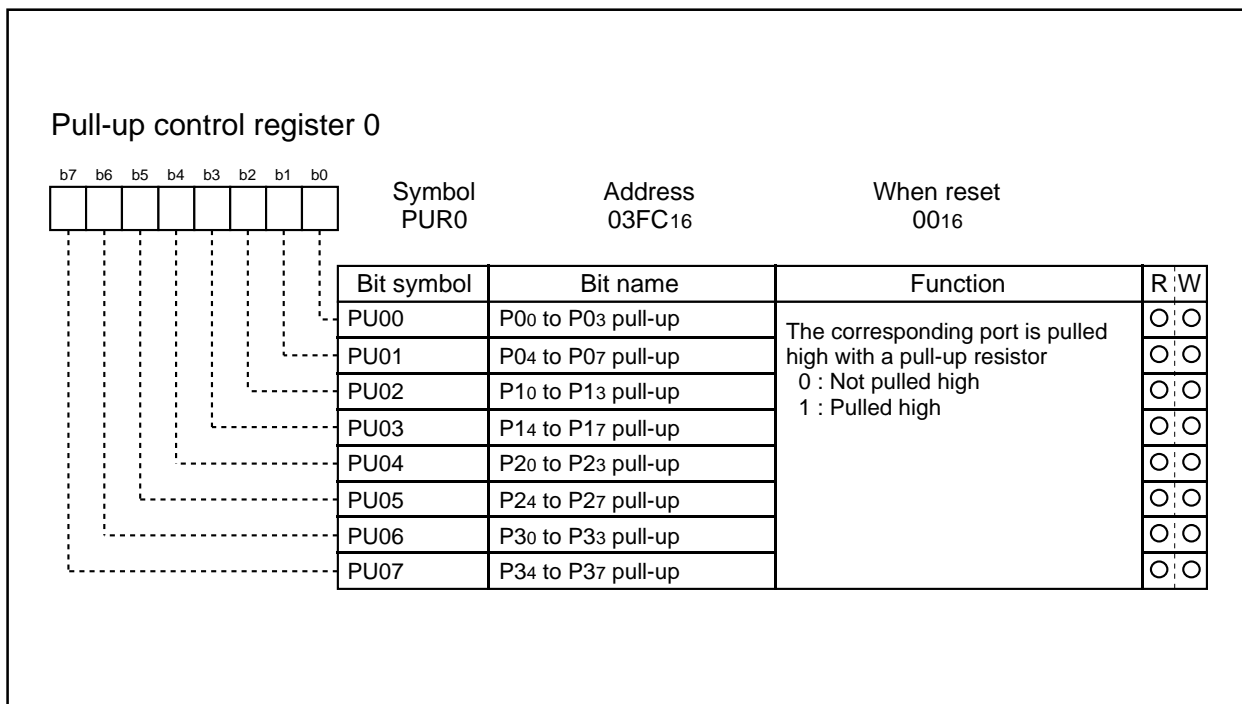 Pull-up control register 0
b7 b6 b5 b4 b3 b2 b1 b0
Symbol Address When reset
PUR0 03FC16 0016
Bit symbol Bit name Function R W
PU00 P00 to P03 pull-up The corresponding port is pulled
PU01 P04 to P07 pull-up high with a pull-up resistor
PU02 P10 to P13 pull-up 0 : Not pulled high
PU03 P14 to P17 pull-up 1 : Pulled high
PU04 P20 to P23 pull-up
PU05 P24 to P27 pull-up
PU06 P30 to P33 pull-up
PU07 P34 to P37 pull-up